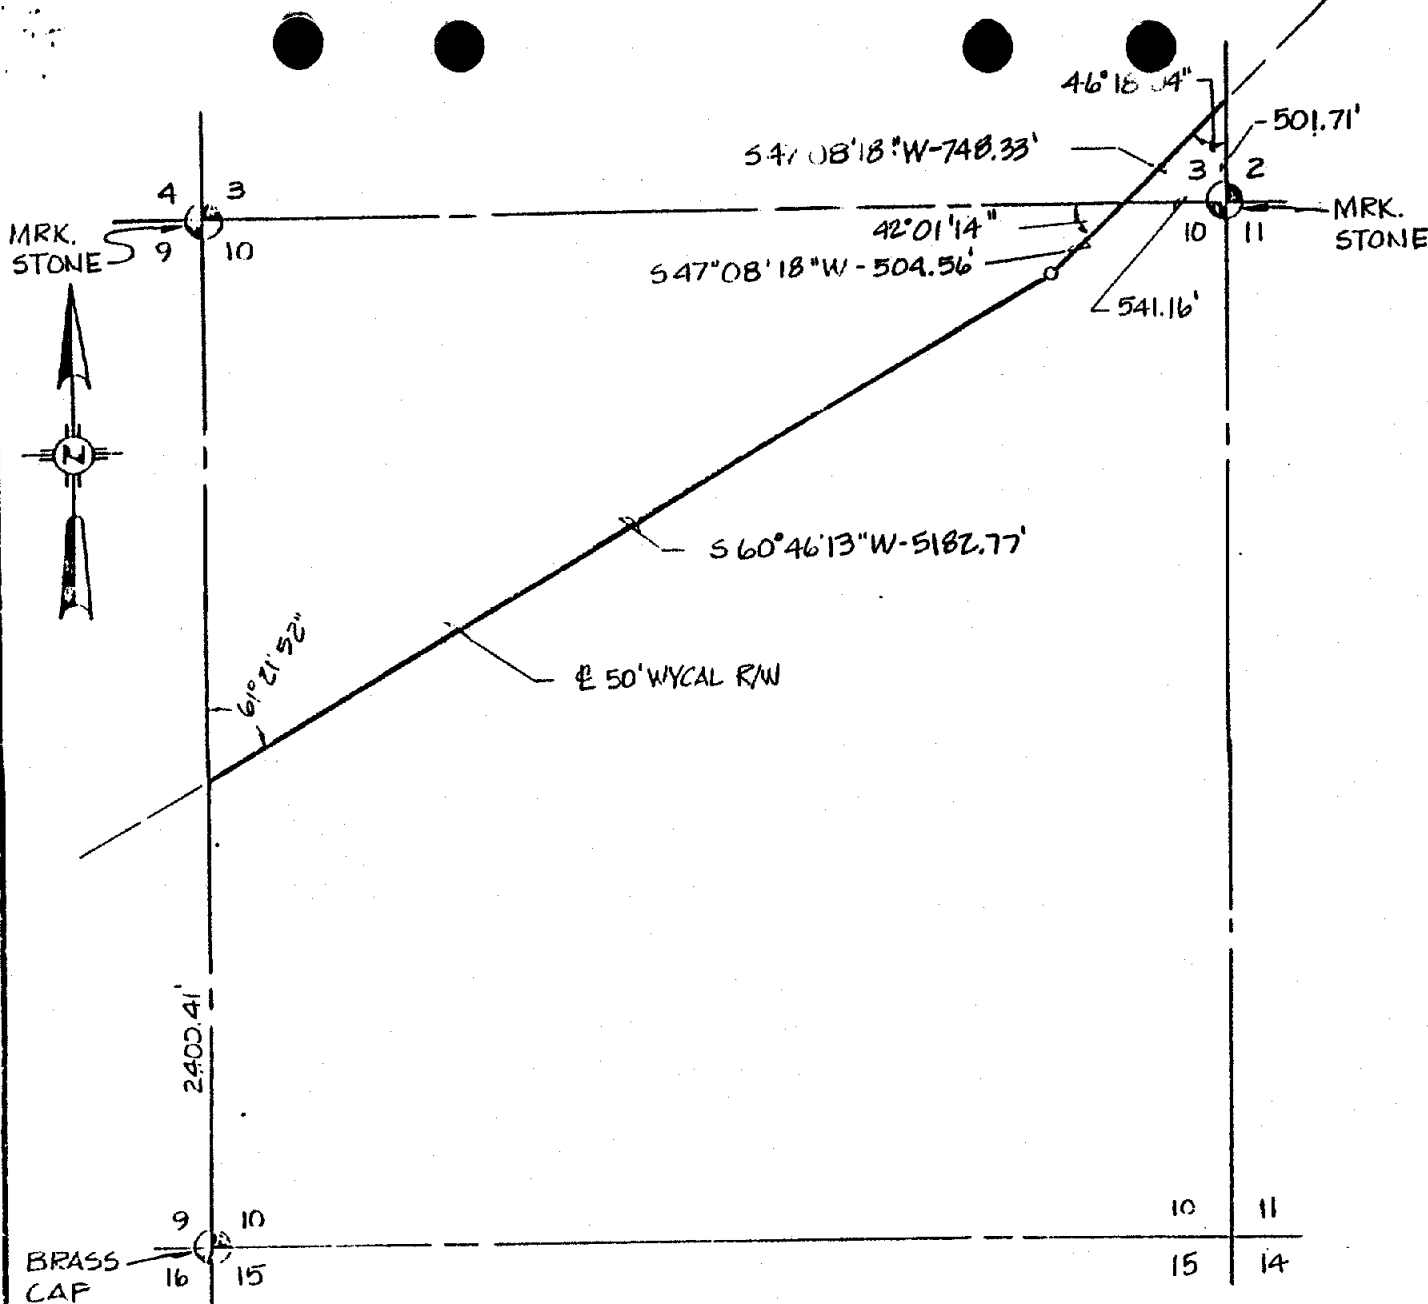 46°18'04"
501.71'
S47°08'18"W-748.33'
4 3
3 2
MRK.
STONE
9 10
42°01'14"
10 11
MRK.
STONE
S47"08'18"W-504.56'
541.16'
N
S60°46'13"W-5182.77'
61°21'52"
℄ 50' WYCAL R/W
2400.41'
9 10
10 11
BRASS
CAP
16 15
15 14